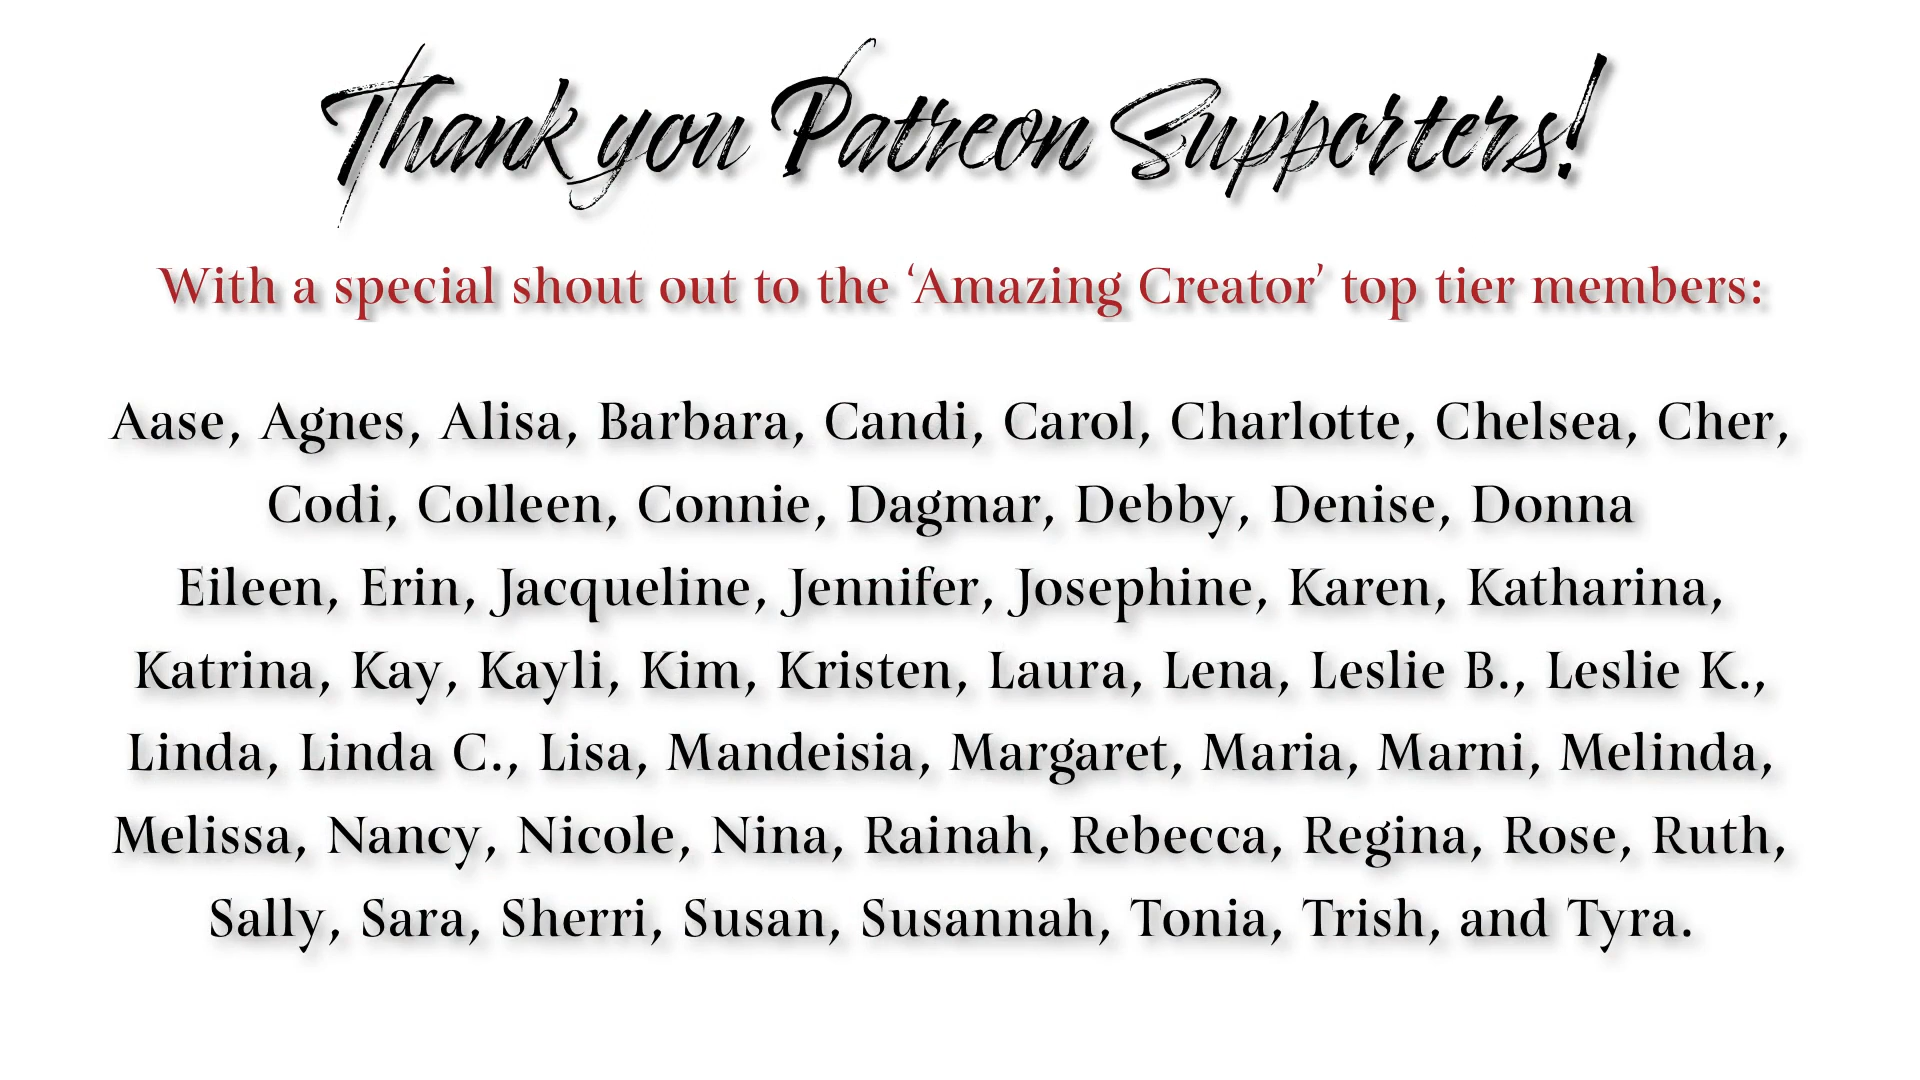 Thank you Patreon Supporters!
With a special shout out to the ‘Amazing Creator’ top tier members:
Aase, Agnes, Alisa, Barbara, Candi, Carol, Charlotte, Chelsea, Cher,
Codi, Colleen, Connie, Dagmar, Debby, Denise, Donna
Eileen, Erin, Jacqueline, Jennifer, Josephine, Karen, Katharina,
Katrina, Kay, Kayli, Kim, Kristen, Laura, Lena, Leslie B., Leslie K.,
Linda, Linda C., Lisa, Mandeisia, Margaret, Maria, Marni, Melinda,
Melissa, Nancy, Nicole, Nina, Rainah, Rebecca, Regina, Rose, Ruth,
Sally, Sara, Sherri, Susan, Susannah, Tonia, Trish, and Tyra.